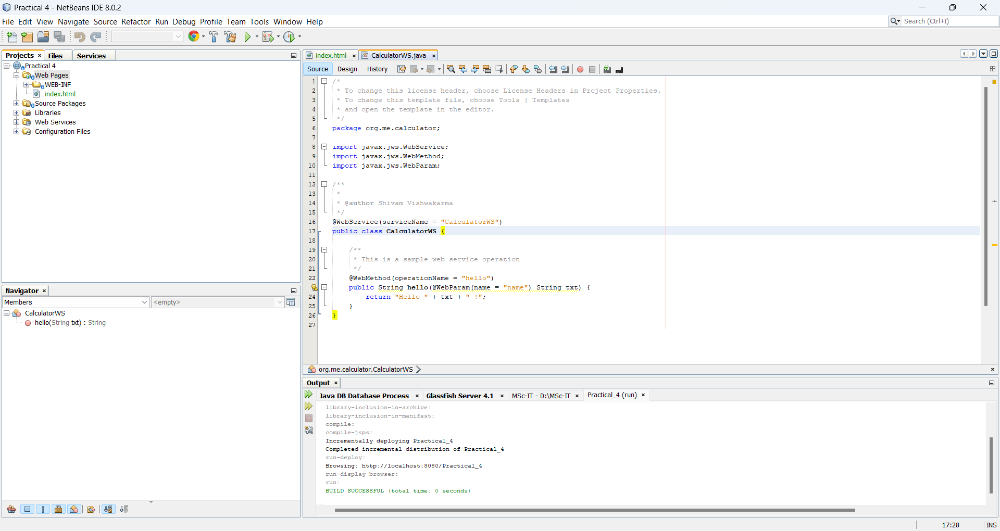 Practical 4 - NetBeans IDE 8.0.2
File Edit View Navigate Source Refactor Run Debug Profile Team Tools Window Help
Search (Ctrl+I)
Projects
Files
Services
Practical 4
Web Pages
WEB-INF
index.html
Source Packages
Libraries
Web Services
Configuration Files
Navigator
Members
<empty>
CalculatorWS
hello(String txt) : String
index.html
CalculatorWS.java
Source
Design
History
1 /*
2 * To change this license header, choose License Headers in Project Properties.
3 * To change this template file, choose Tools | Templates
4 * and open the template in the editor.
5 */
6 package org.me.calculator;
7
8 import javax.jws.WebService;
9 import javax.jws.WebMethod;
10 import javax.jws.WebParam;
11
12 /**
13 *
14 * @author Shivam Vishwakarma
15 */
16 @WebService(serviceName = "CalculatorWS")
17 public class CalculatorWS {
18
19 /**
20 * This is a sample web service operation
21 */
22 @WebMethod(operationName = "hello")
public String hello(@WebParam(name = "name") String txt) {
24 return "Hello " + txt + " !";
25 }
26 }
27
org.me.calculator.CalculatorWS
Output
Java DB Database Process
GlassFish Server 4.1
MSc-IT - D:\MSc-IT
Practical_4 (run)
library-inclusion-in-archive:
library-inclusion-in-manifest:
compile:
compile-jsps:
Incrementally deploying Practical_4
Completed incremental distribution of Practical_4
run-deploy:
Browsing: http://localhost:8080/Practical_4
run-display-browser:
run:
BUILD SUCCESSFUL (total time: 0 seconds)
17:28
INS